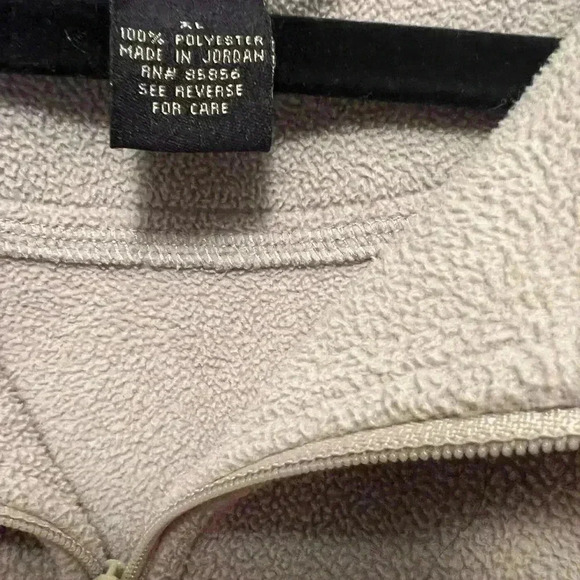 XL
100% POLYESTER
MADE IN JORDAN
RN# 85856
SEE REVERSE
FOR CARE